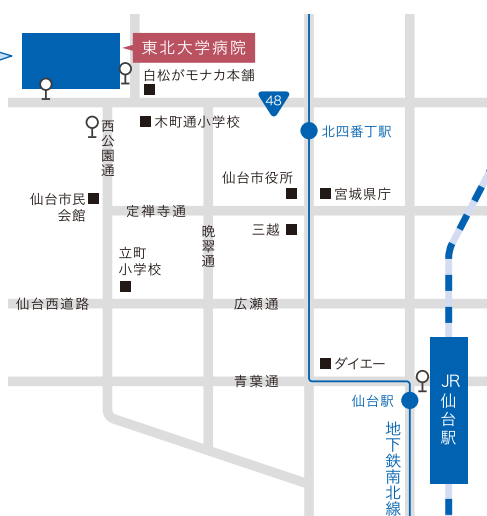 東北大学病院
白松がモナカ本舗
48
西公園通
木町通小学校
北四番丁駅
仙台市役所
宮城県庁
仙台市民
会館
定禅寺通
晩翠通
三越
立町
小学校
仙台西道路
広瀬通
ダイエー
青葉通
仙台駅
JR
仙台駅
地下鉄南北線